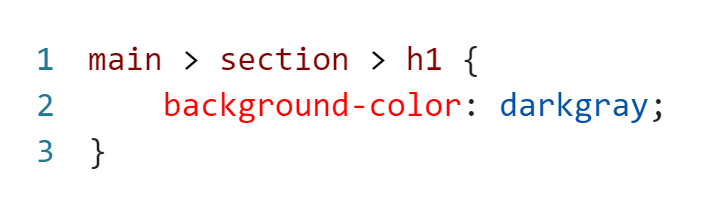 1 main > section > h1 {
2     background-color: darkgray;
3 }